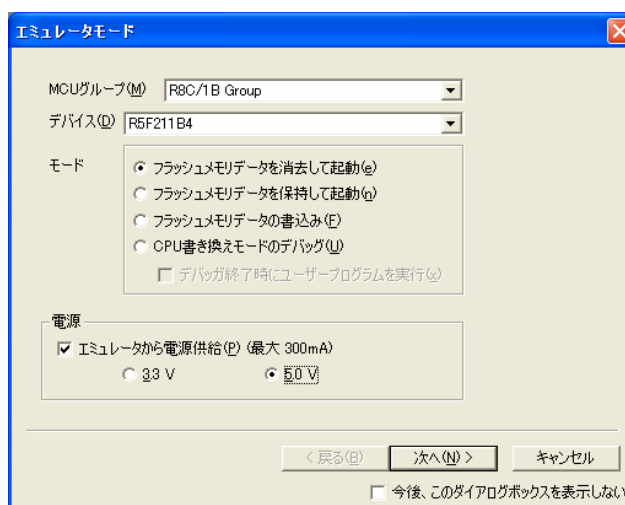 エミュレータモード
MCUグループ(M) R8C/1B Group
デバイス(D) R5F211B4
モード
フラッシュメモリデータを消去して起動(e)
フラッシュメモリデータを保持して起動(n)
フラッシュメモリデータの書込み(F)
CPU書き換えモードのデバッグ(U)
デバッガ終了時にユーザープログラムを実行(x)
電源
エミュレータから電源供給(P) (最大 300mA)
3.3 V 5.0 V
< 戻る(B) 次へ(N) > キャンセル
今後、このダイアログボックスを表示しない